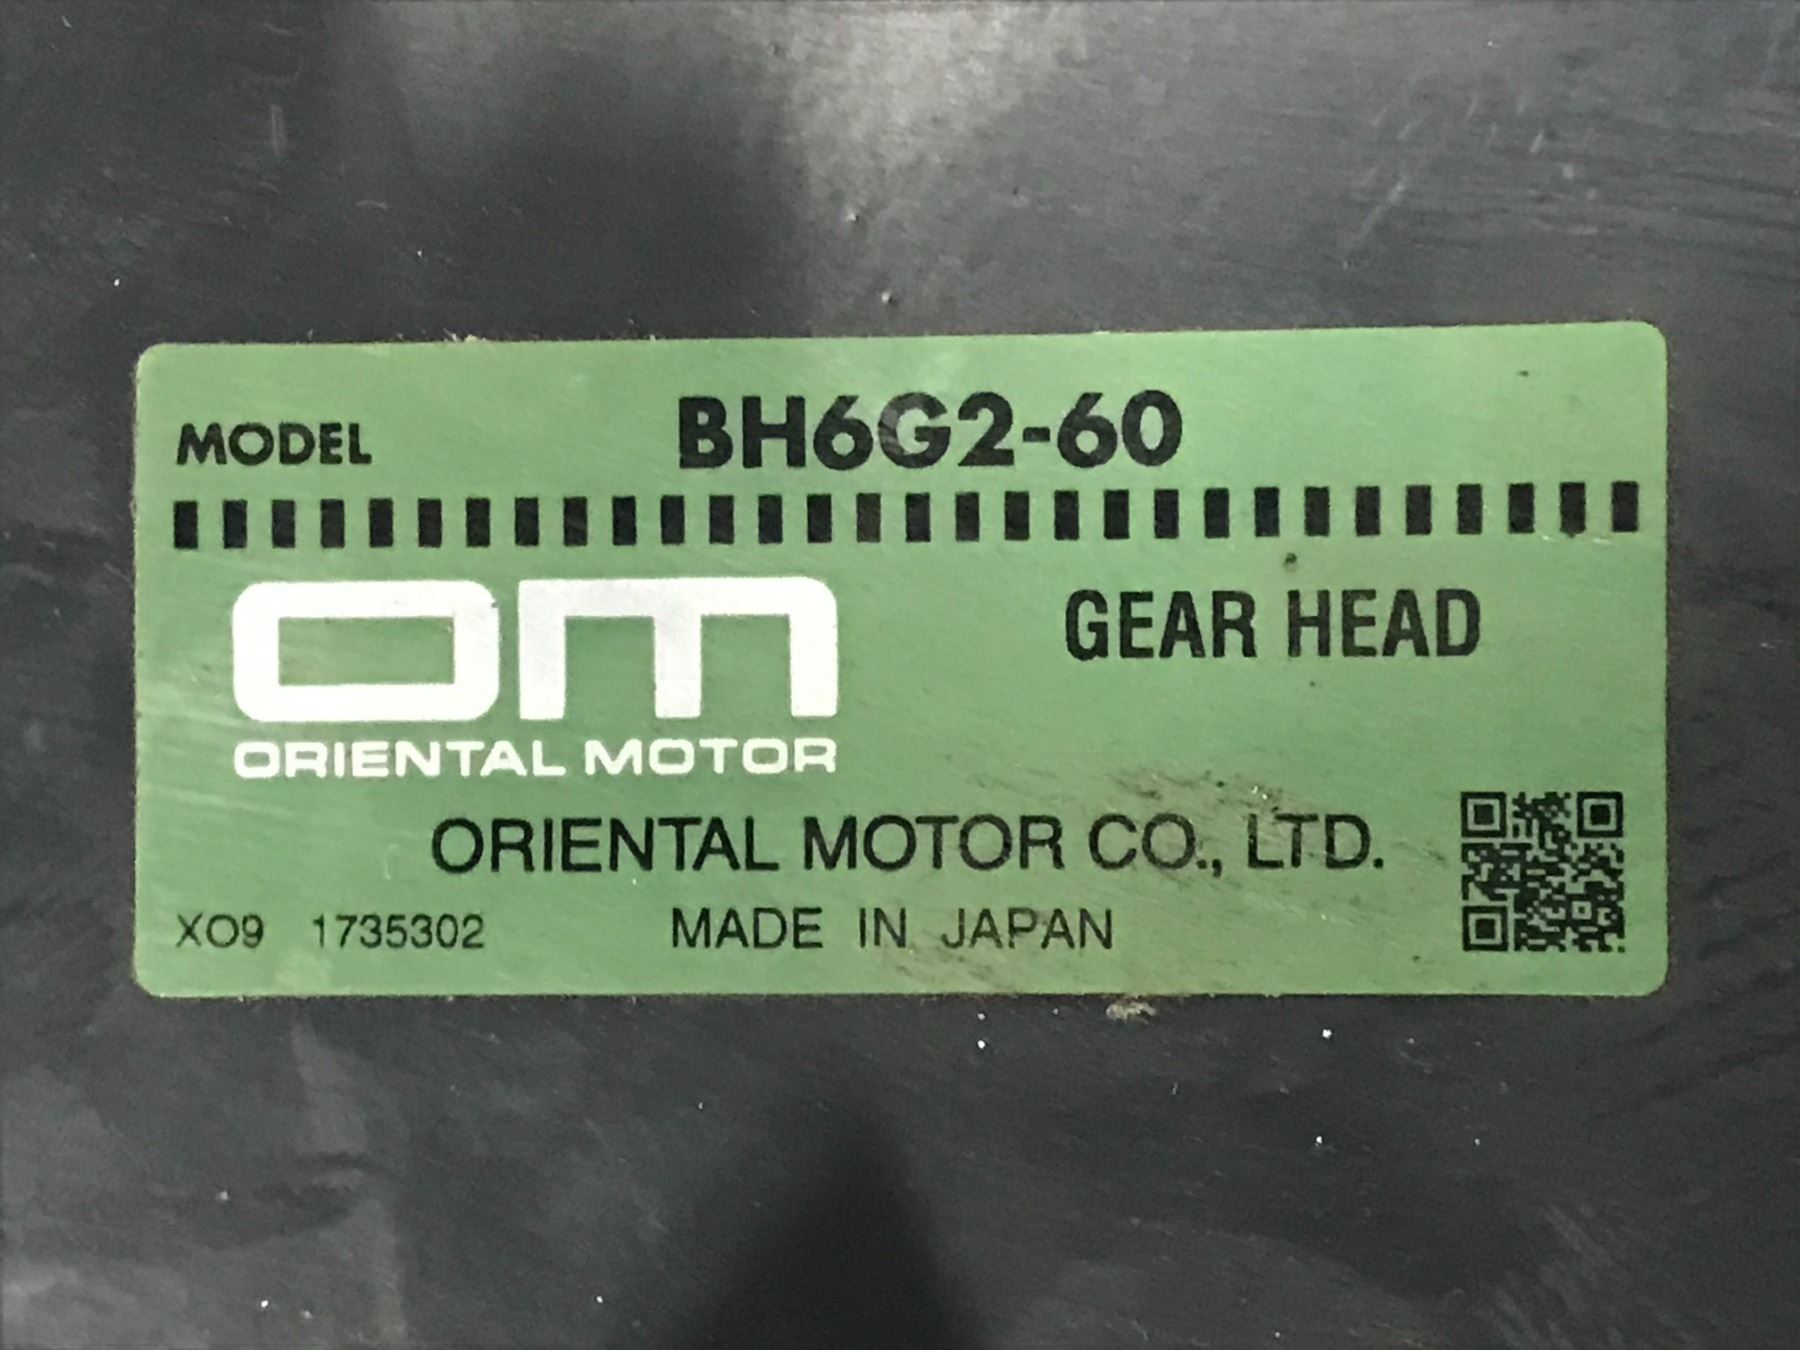 MODEL BH6G2-60
om
ORIENTAL MOTOR
GEAR HEAD
ORIENTAL MOTOR CO., LTD.
XO9 1735302 MADE IN JAPAN